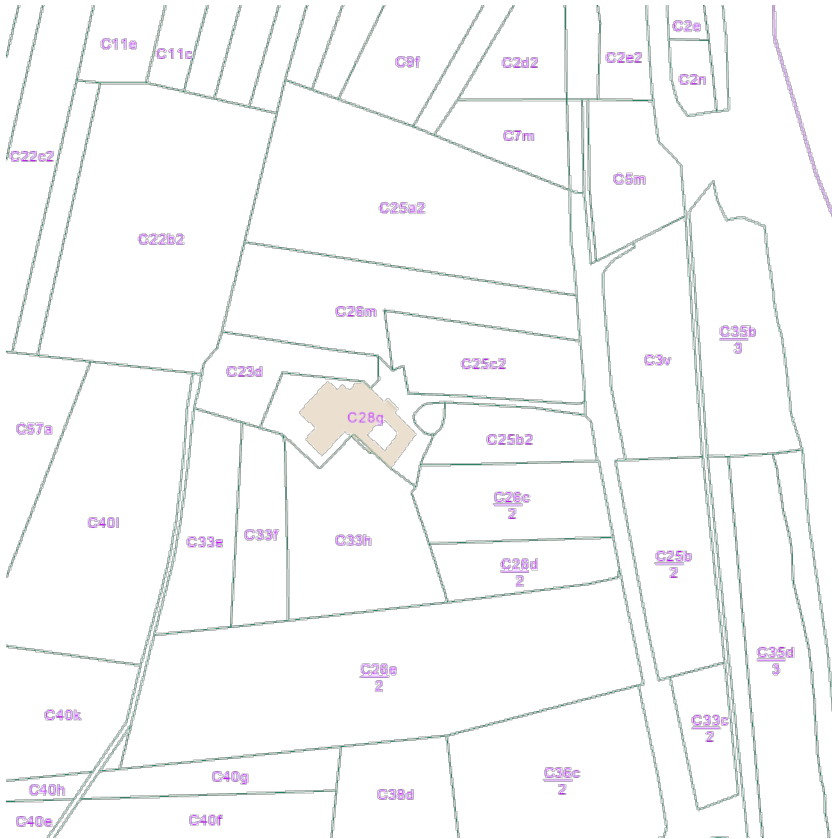 C2e
C11e
C11c
C9f
C2d2
C2e2
C2n
C7m
C22c2
C5m
C25a2
C22b2
C26m
C35b
3
C3v
C25c2
C23d
C28g
C57a
C25b2
C26c
2
C40l
C33e
C33f
C33h
C25b
2
C26d
2
C35d
3
C26e
2
C40k
C33c
2
C40g
C36c
2
C40h
C38d
C40e
C40f